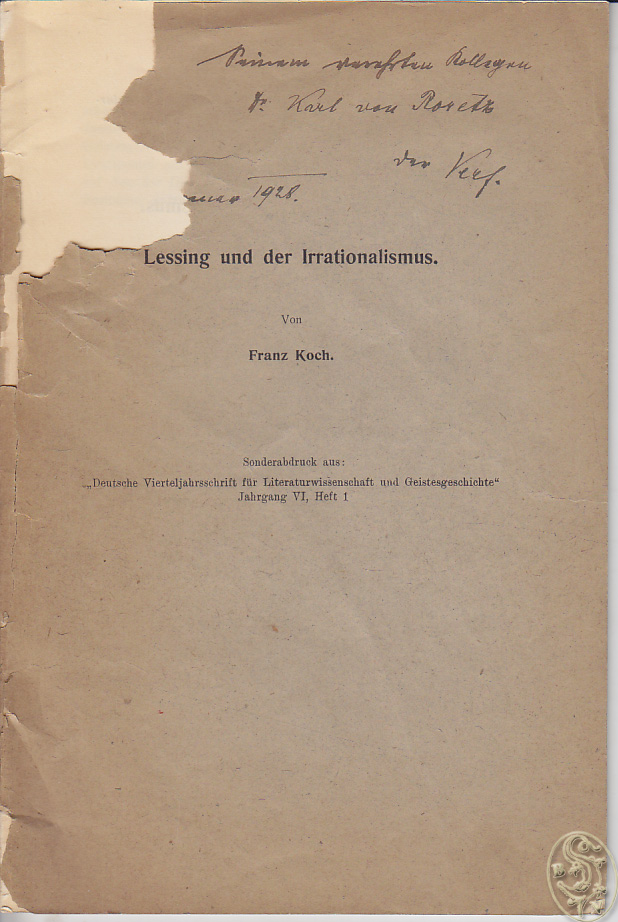 Seinem verehrten Kollegen
Dr. Karl von Roretz
der Verf.
1928.
Lessing und der Irrationalismus.
Von
Franz Koch.
Sonderabdruck aus:
„Deutsche Vierteljahrsschrift für Literaturwissenschaft und Geistesgeschichte“
Jahrgang VI, Heft 1